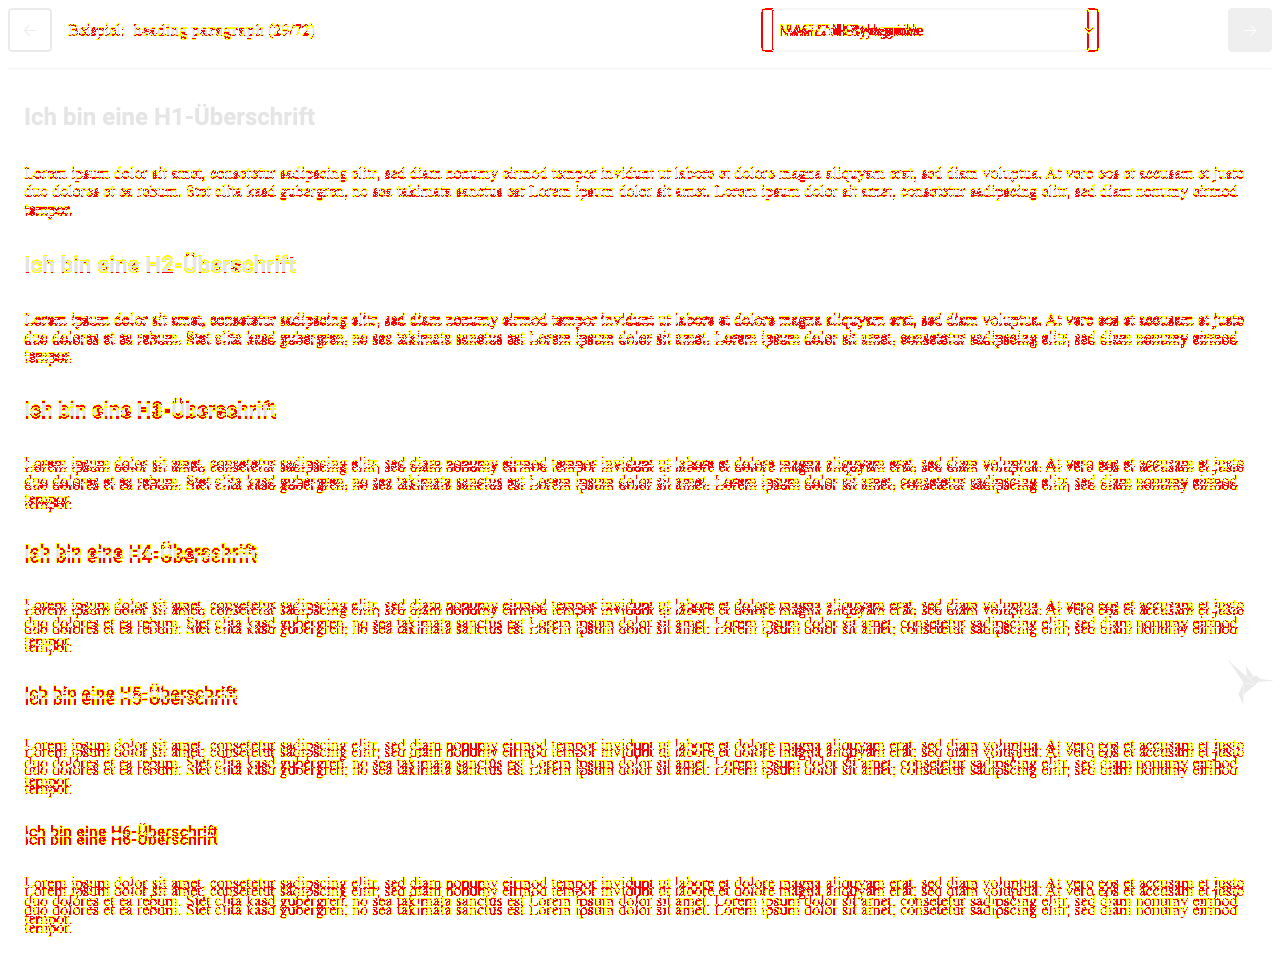 Beispiel: heading paragraph (29/72)
Ich bin eine H1-Überschrift
Lorem ipsum dolor sit amet, consetetur sadipscing elitr, sed diam nonumy eirmod tempor invidunt ut labore et dolore magna aliquyam erat, sed diam voluptua. At vero eos et accusam et justo
duo dolores et ea rebum. Stet clita kasd gubergren, no sea takimata sanctus est Lorem ipsum dolor sit amet. Lorem ipsum dolor sit amet, consetetur sadipscing elitr, sed diam nonumy eirmod
tempor.
Ich bin eine H2-Überschrift
Lorem ipsum dolor sit amet, consetetur sadipscing elitr, sed diam nonumy eirmod tempor invidunt ut labore et dolore magna aliquyam erat, sed diam voluptua. At vero eos et accusam et justo
duo dolores et ea rebum. Stet clita kasd gubergren, no sea takimata sanctus est Lorem ipsum dolor sit amet. Lorem ipsum dolor sit amet, consetetur sadipscing elitr, sed diam nonumy eirmod
tempor.
Ich bin eine H3-Überschrift
Lorem ipsum dolor sit amet, consetetur sadipscing elitr, sed diam nonumy eirmod tempor invidunt ut labore et dolore magna aliquyam erat, sed diam voluptua. At vero eos et accusam et justo
duo dolores et ea rebum. Stet clita kasd gubergren, no sea takimata sanctus est Lorem ipsum dolor sit amet. Lorem ipsum dolor sit amet, consetetur sadipscing elitr, sed diam nonumy eirmod
tempor.
Ich bin eine H4-Überschrift
Lorem ipsum dolor sit amet, consetetur sadipscing elitr, sed diam nonumy eirmod tempor invidunt ut labore et dolore magna aliquyam erat, sed diam voluptua. At vero eos et accusam et justo
duo dolores et ea rebum. Stet clita kasd gubergren, no sea takimata sanctus est Lorem ipsum dolor sit amet. Lorem ipsum dolor sit amet, consetetur sadipscing elitr, sed diam nonumy eirmod
tempor.
Ich bin eine H5-Überschrift
Lorem ipsum dolor sit amet, consetetur sadipscing elitr, sed diam nonumy eirmod tempor invidunt ut labore et dolore magna aliquyam erat, sed diam voluptua. At vero eos et accusam et justo
duo dolores et ea rebum. Stet clita kasd gubergren, no sea takimata sanctus est Lorem ipsum dolor sit amet. Lorem ipsum dolor sit amet, consetetur sadipscing elitr, sed diam nonumy eirmod
tempor.
Ich bin eine H6-Überschrift
Lorem ipsum dolor sit amet, consetetur sadipscing elitr, sed diam nonumy eirmod tempor invidunt ut labore et dolore magna aliquyam erat, sed diam voluptua. At vero eos et accusam et justo
duo dolores et ea rebum. Stet clita kasd gubergren, no sea takimata sanctus est Lorem ipsum dolor sit amet. Lorem ipsum dolor sit amet, consetetur sadipscing elitr, sed diam nonumy eirmod
tempor.